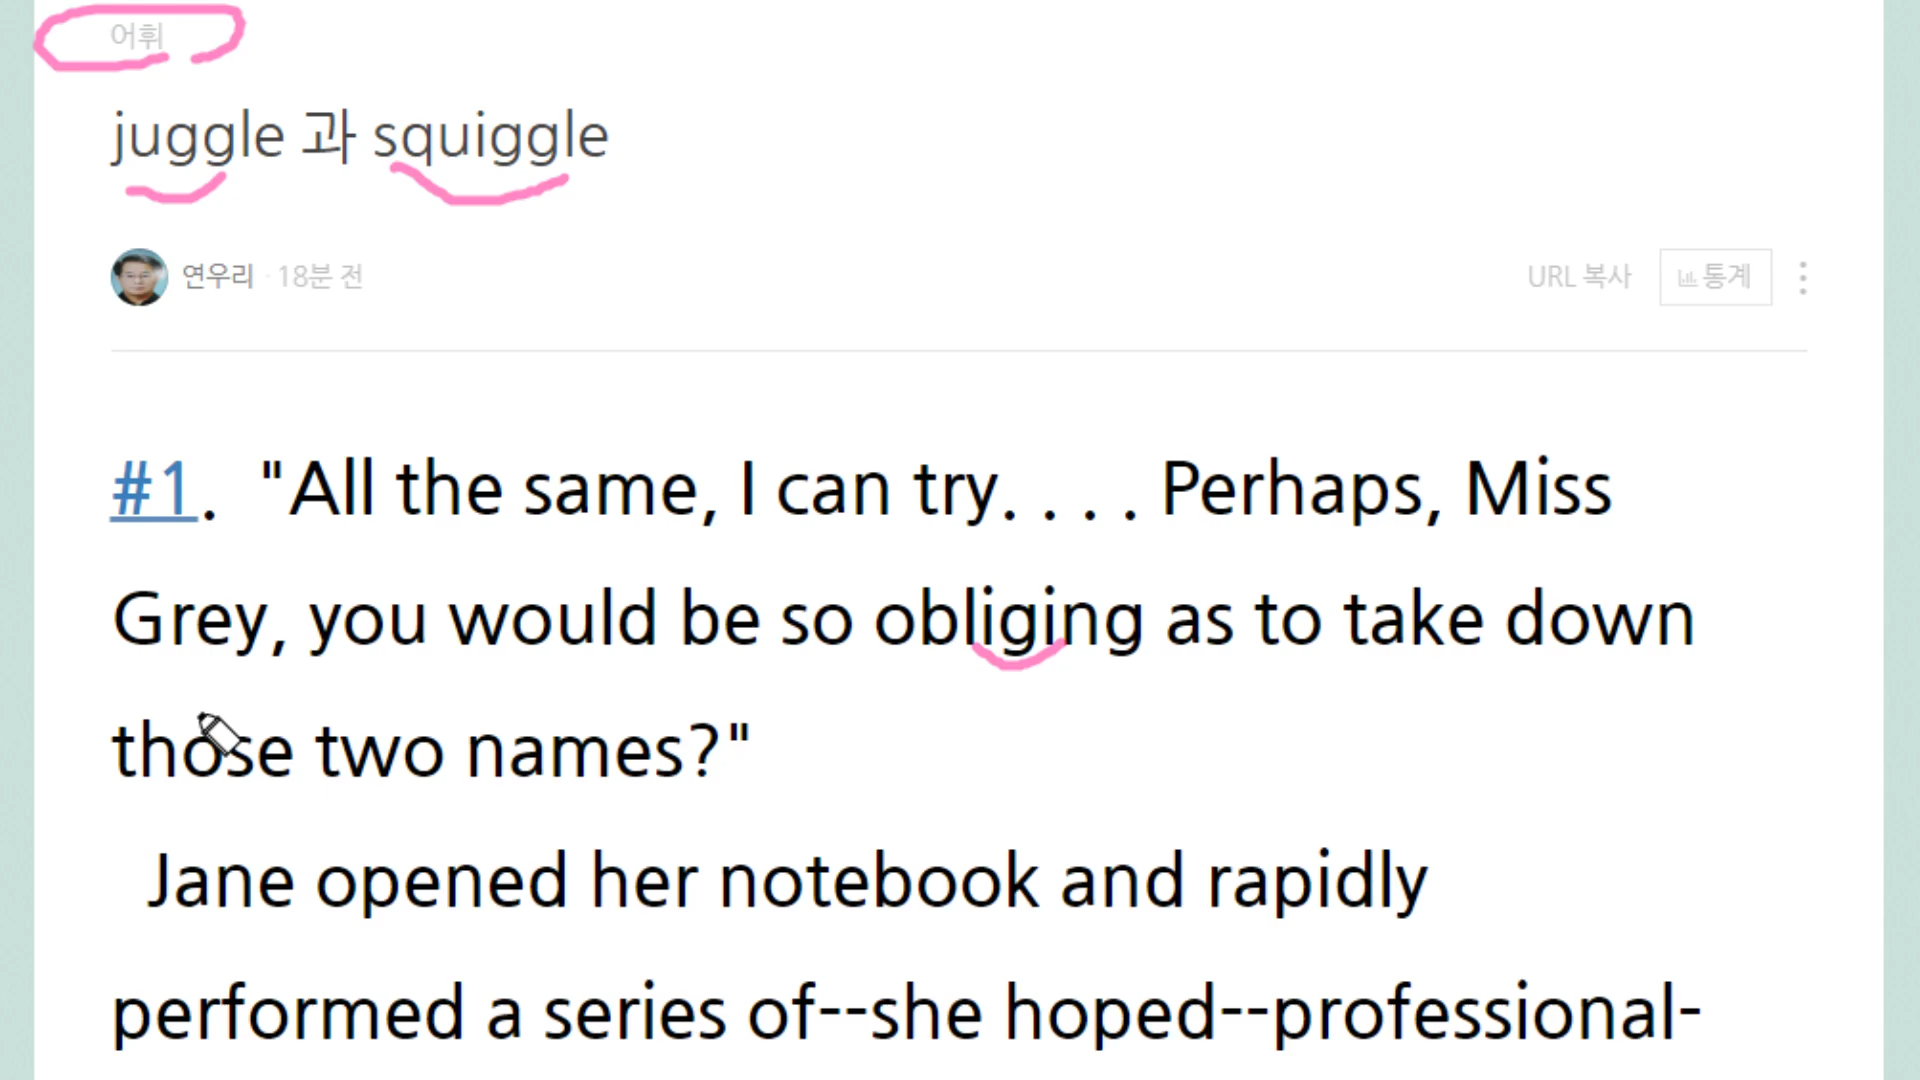 어휘
juggle 과 squiggle
연우리 · 18분 전
URL 복사 통계
#1. "All the same, I can try. . . . Perhaps, Miss
Grey, you would be so obliging as to take down
those two names?"
Jane opened her notebook and rapidly
performed a series of--she hoped--professional-